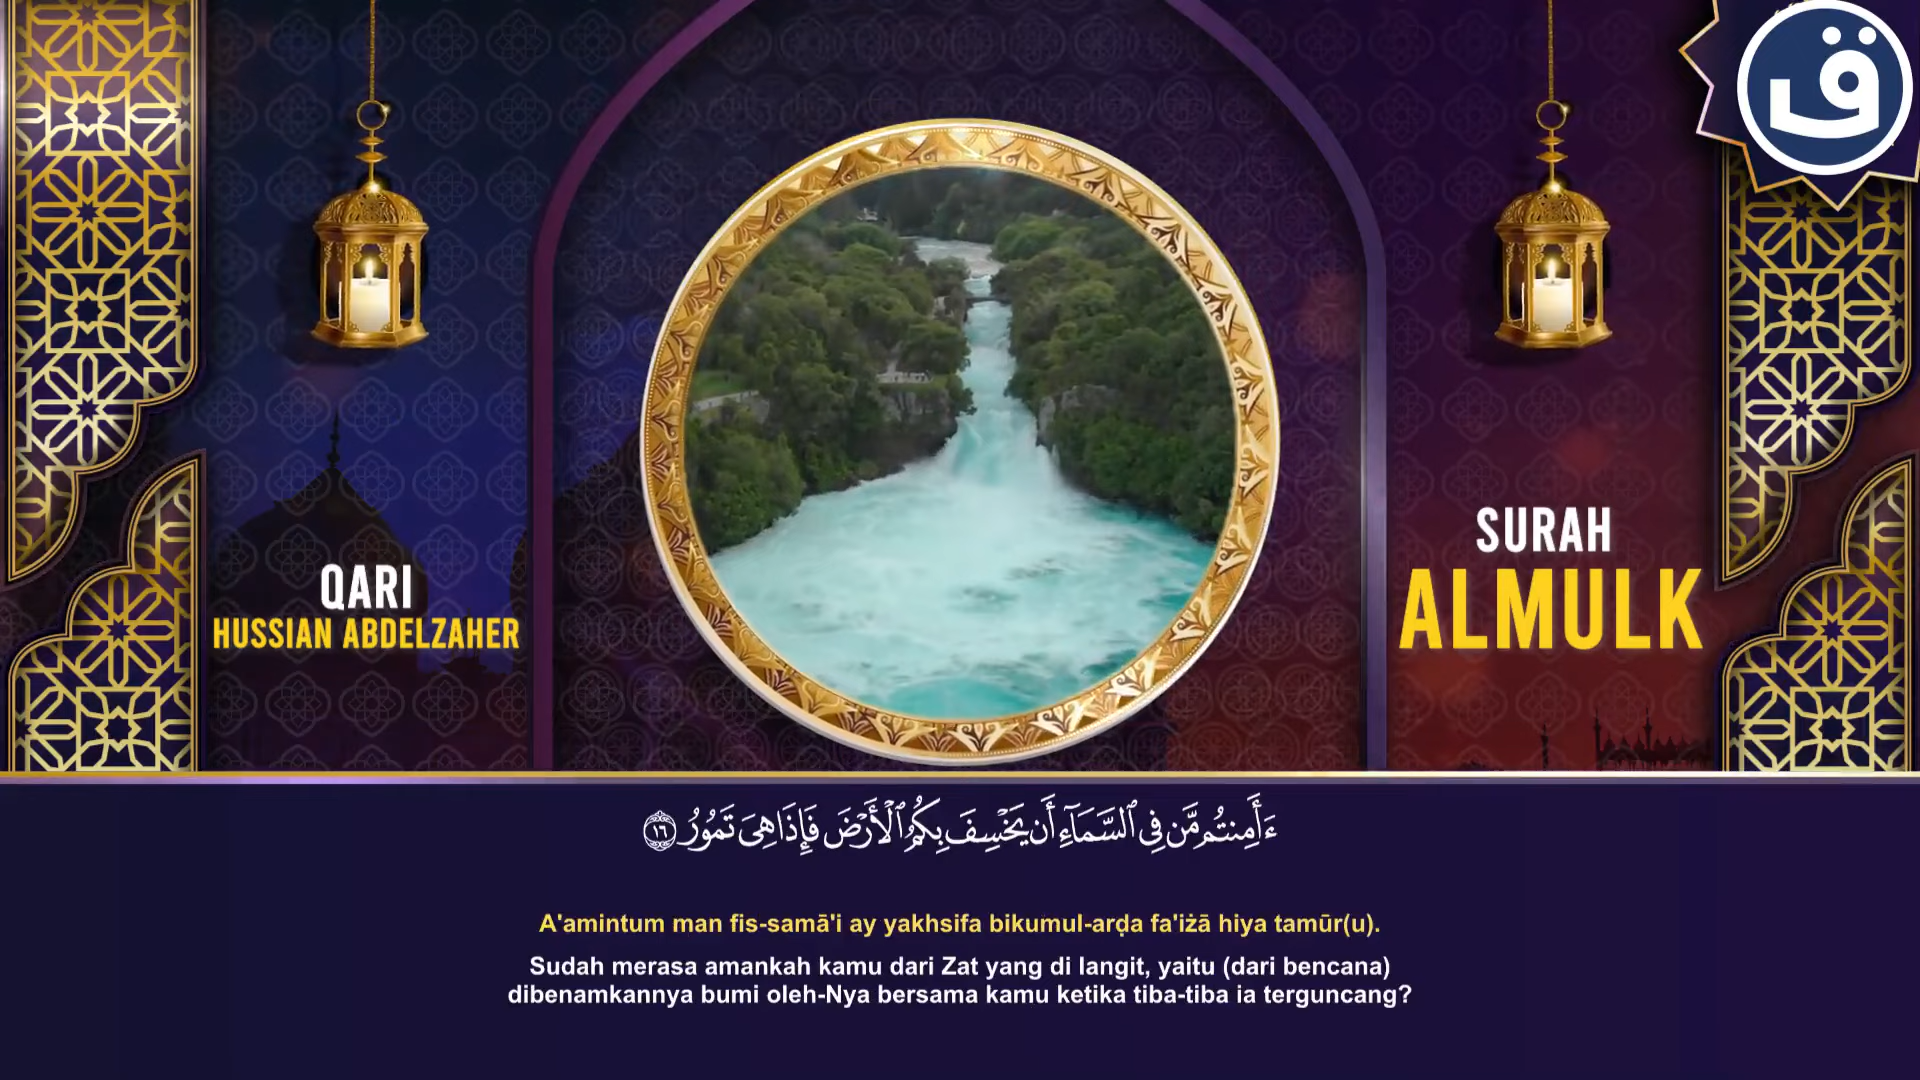 ق
QARI
HUSSIAN ABDELZAHER
SURAH
ALMULK
ءَأَمِنتُم مَّن فِي السَّمَآءِ أَن يَخْسِفَ بِكُمُ ٱلْأَرْضَ فَإِذَا هِىَ تَمُورُ ١٦
A'amintum man fis-samā'i ay yakhsifa bikumul-arḍa fa'iżā hiya tamūr(u).
Sudah merasa amankah kamu dari Zat yang di langit, yaitu (dari bencana)
dibenamkannya bumi oleh-Nya bersama kamu ketika tiba-tiba ia terguncang?